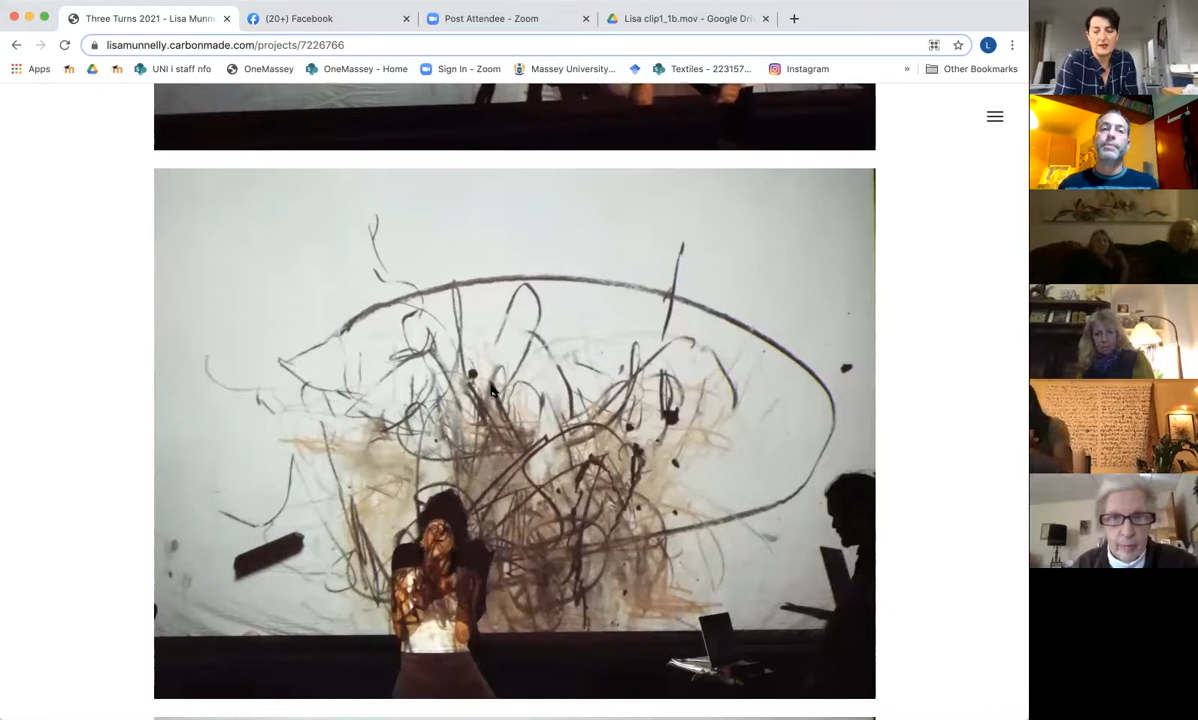 Three Turns 2021 - Lisa Munne
(20+) Facebook
Post Attendee - Zoom
Lisa clip1_1b.mov - Google Dri
lisamunnelly.carbonmade.com/projects/7226766
L
Apps
UNI i staff nfo
OneMassey
OneMassey - Home
Sign In - Zoom
Massey University...
Textiles - 223157...
Instagram
»
Other Bookmarks